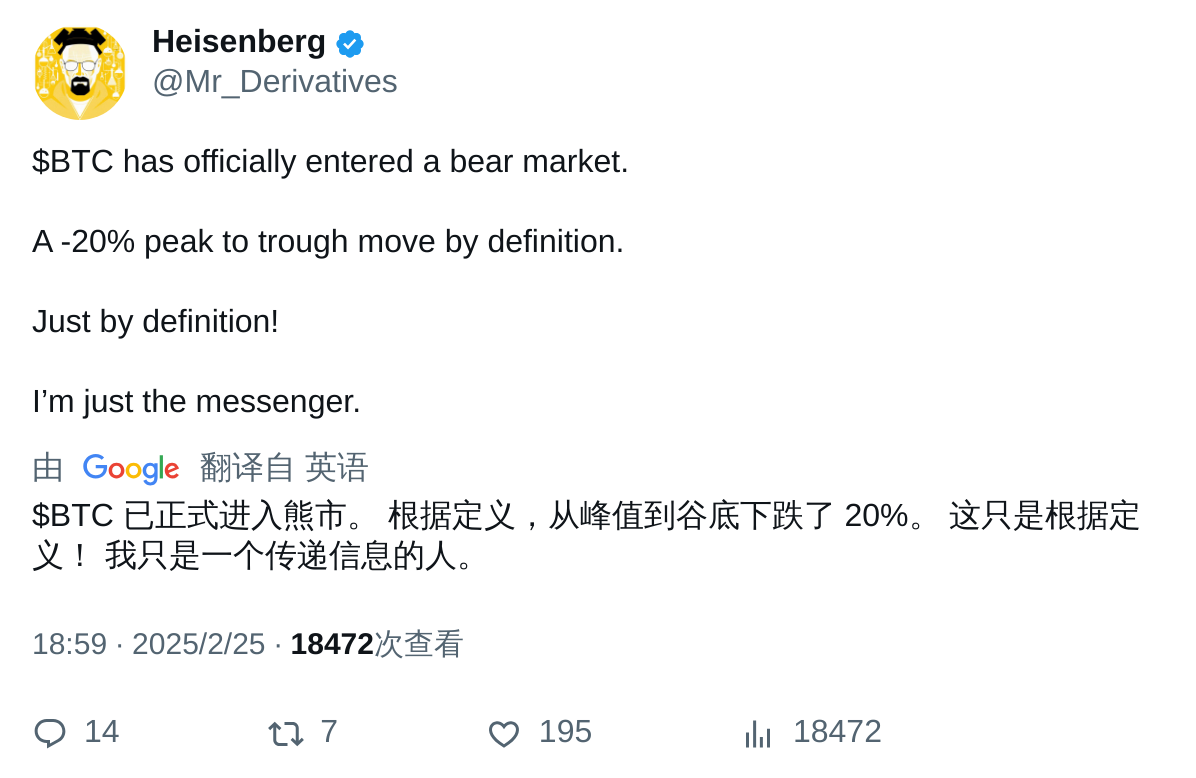 Heisenberg
@Mr_Derivatives
$BTC has officially entered a bear market.
A -20% peak to trough move by definition.
Just by definition!
I’m just the messenger.
由 Google 翻译自 英语
$BTC 已正式进入熊市。 根据定义，从峰值到谷底下跌了 20%。 这只是根据定
义！ 我只是一个传递信息的人。
18:59 · 2025/2/25 · 18472次查看
14 7 195 18472